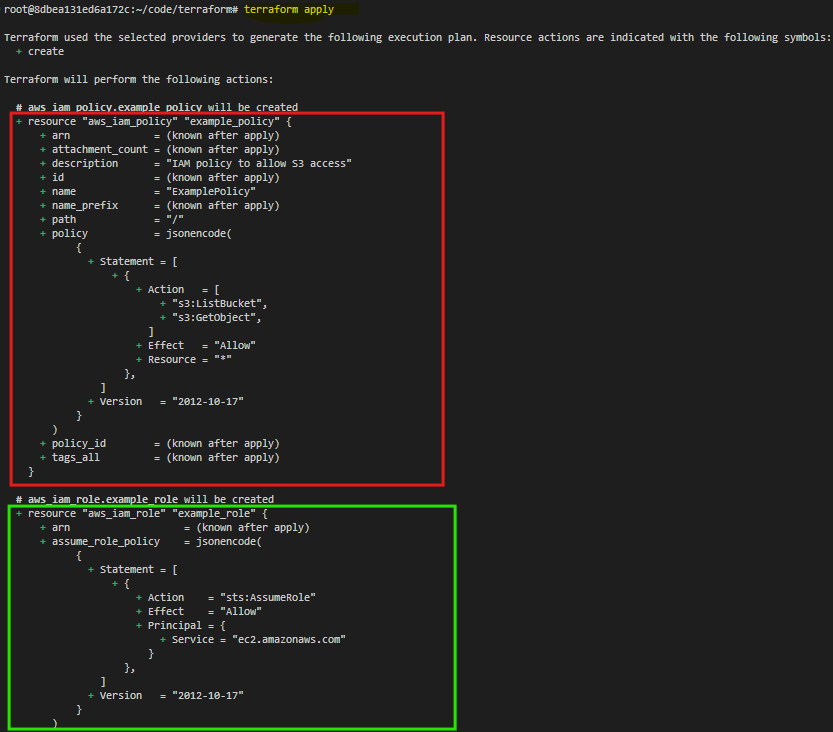 root@8dbea131ed6a172c:~/code/terraform# terraform apply
Terraform used the selected providers to generate the following execution plan. Resource actions are indicated with the following symbols:
  + create
Terraform will perform the following actions:
  # aws_iam_policy.example_policy will be created
  + resource "aws_iam_policy" "example_policy" {
      + arn              = (known after apply)
      + attachment_count = (known after apply)
      + description      = "IAM policy to allow S3 access"
      + id               = (known after apply)
      + name             = "ExamplePolicy"
      + name_prefix      = (known after apply)
      + path             = "/"
      + policy           = jsonencode(
            {
              + Statement = [
                  + {
                      + Action   = [
                          + "s3:ListBucket",
                          + "s3:GetObject",
                        ]
                      + Effect   = "Allow"
                      + Resource = "*"
                    },
                ]
              + Version   = "2012-10-17"
            }
        )
      + policy_id        = (known after apply)
      + tags_all         = (known after apply)
    }
  # aws_iam_role.example_role will be created
  + resource "aws_iam_role" "example_role" {
      + arn                   = (known after apply)
      + assume_role_policy    = jsonencode(
            {
              + Statement = [
                  + {
                      + Action    = "sts:AssumeRole"
                      + Effect    = "Allow"
                      + Principal = {
                          + Service = "ec2.amazonaws.com"
                        }
                    },
                ]
              + Version   = "2012-10-17"
            }
        )